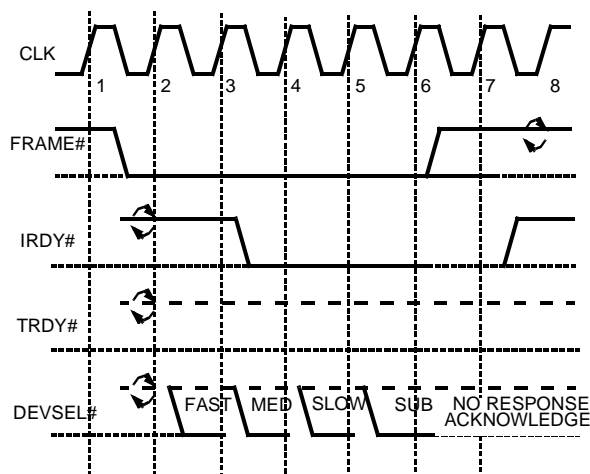 CLK
1 2 3 4 5 6 7 8
FRAME#
IRDY#
TRDY#
DEVSEL#
FAST MED SLOW SUB NO RESPONSE
ACKNOWLEDGE